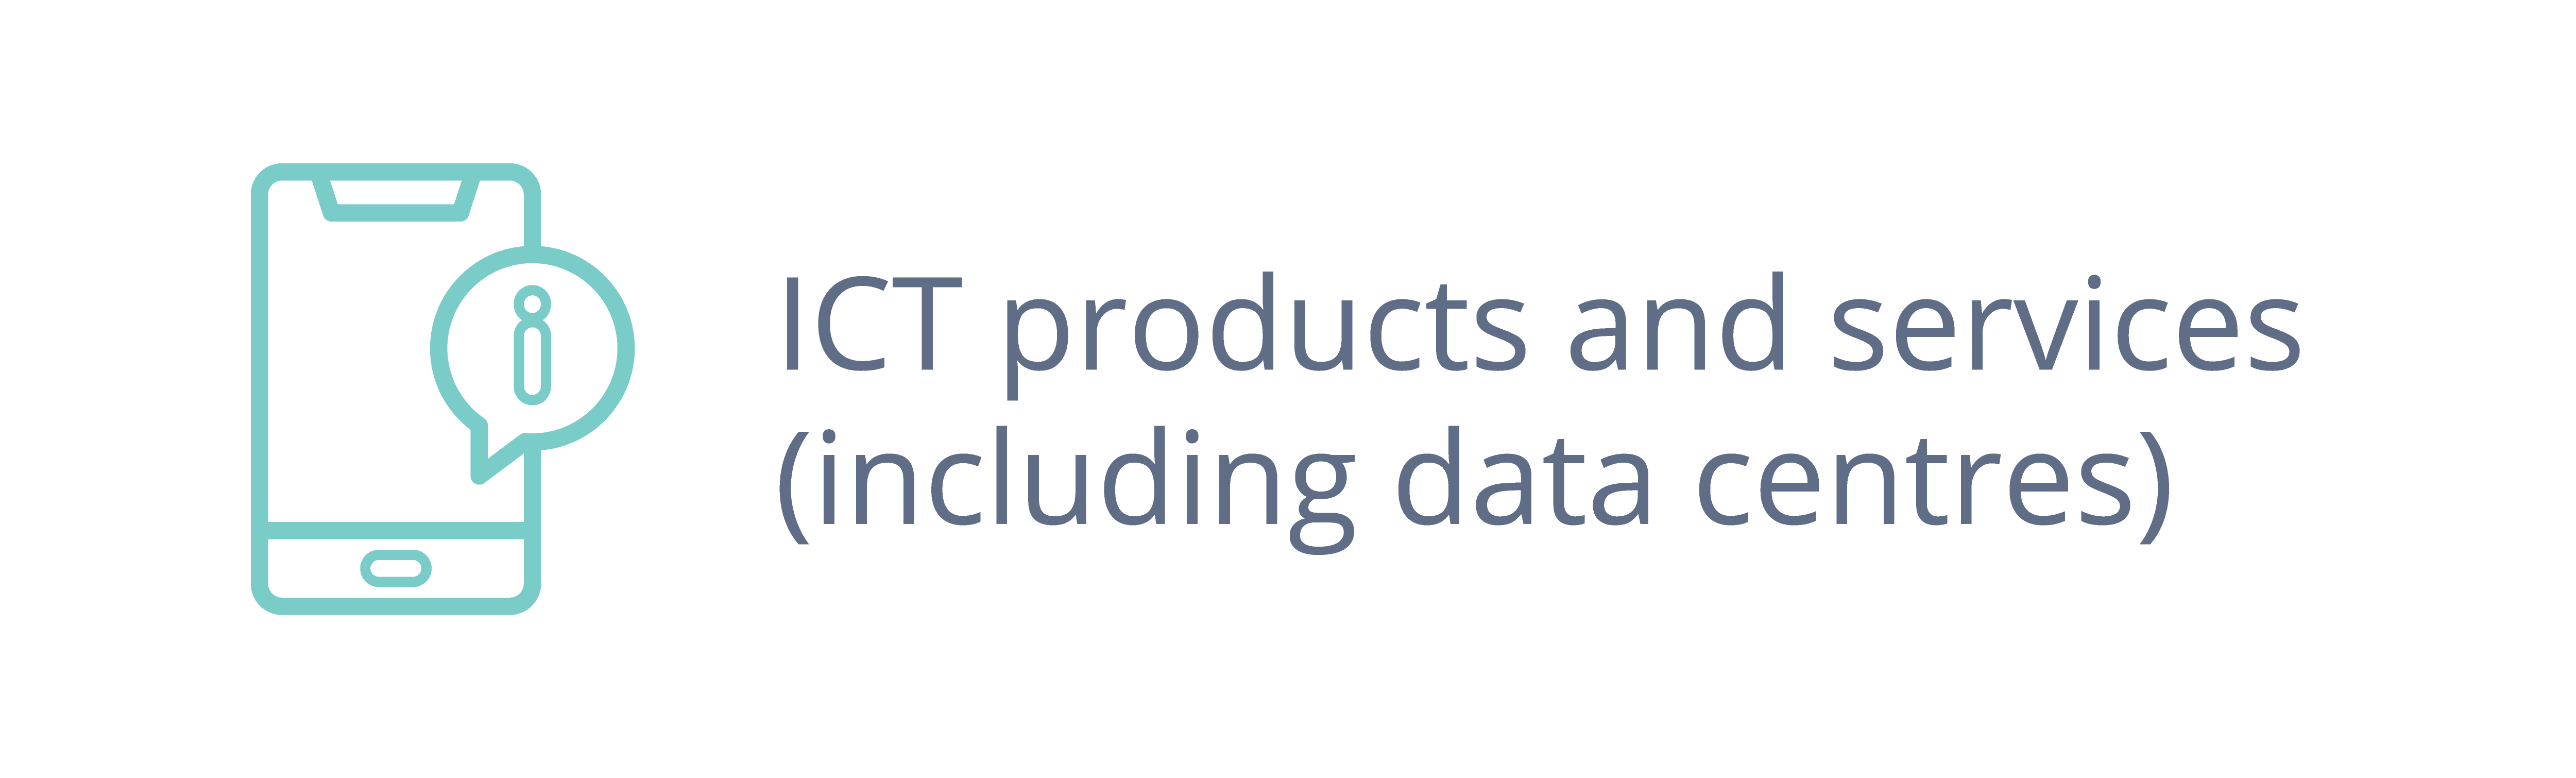 i
ICT products and services
(including data centres)